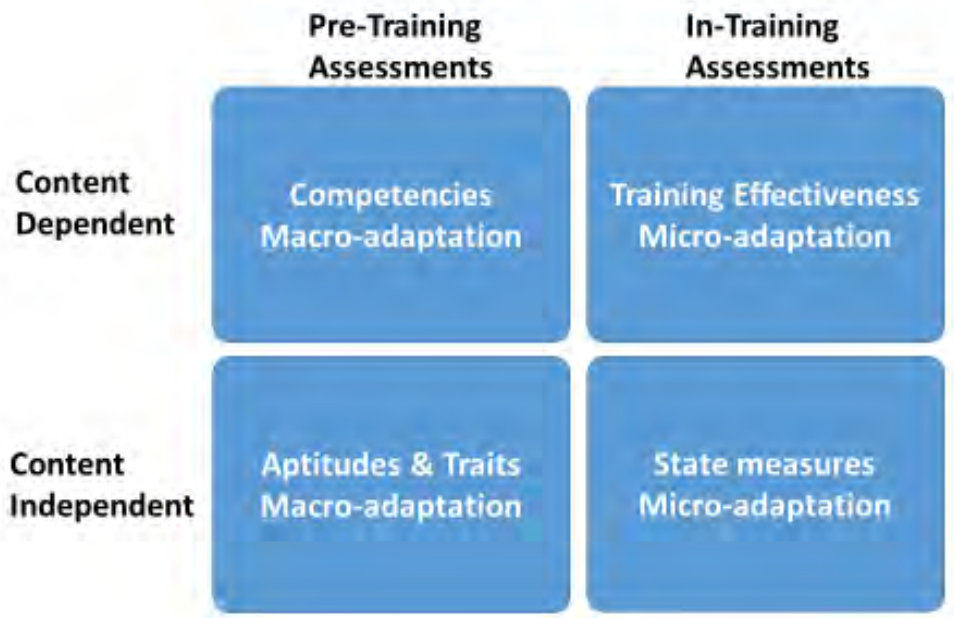 Pre-Training
Assessments
In-Training
Assessments
Content
Dependent
Competencies
Macro-adaptation
Training Effectiveness
Micro-adaptation
Content
Independent
Aptitudes & Traits
Macro-adaptation
State measures
Micro-adaptation